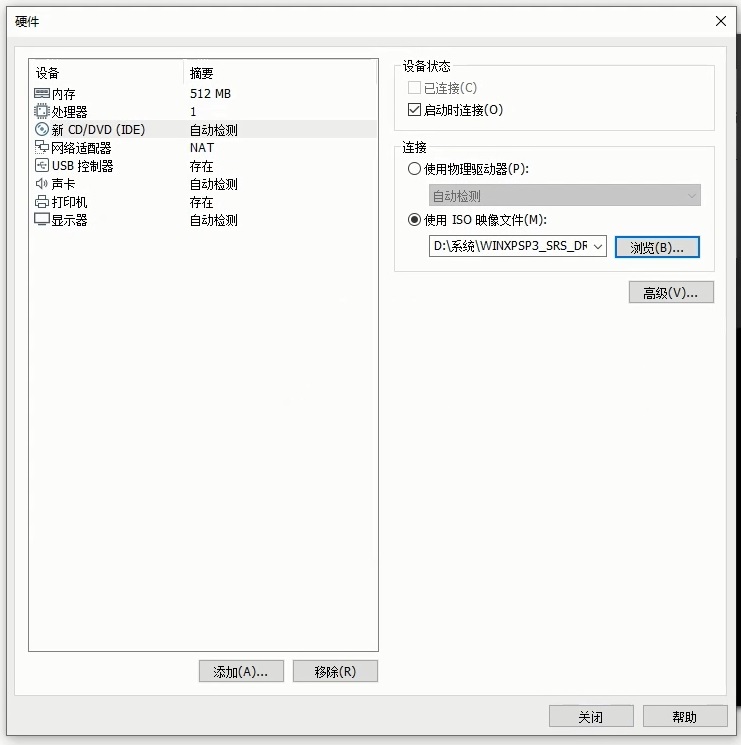 硬件
设备 摘要
内存 512 MB
处理器 1
新 CD/DVD (IDE) 自动检测
网络适配器 NAT
USB 控制器 存在
声卡 自动检测
打印机 存在
显示器 自动检测
添加(A)... 移除(R)
设备状态
已连接(C)
启动时连接(O)
连接
使用物理驱动器(P):
自动检测
使用 ISO 映像文件(M):
D:\系统\WINXPSP3_SRS_DR 浏览(B)...
高级(V)...
关闭 帮助